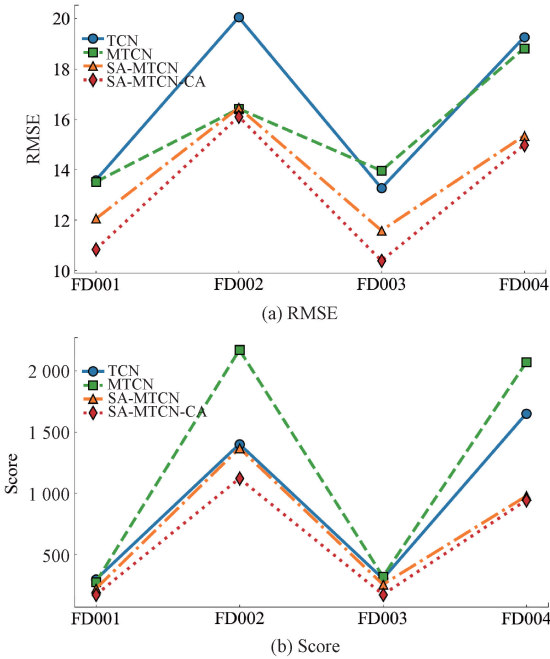 20
18
16
14
12
10
RMSE
TCN
MTCN
SA-MTCN
SA-MTCN-CA
FD001 FD002 FD003 FD004
(a) RMSE
2 000
1 500
1 000
500
Score
TCN
MTCN
SA-MTCN
SA-MTCN-CA
FD001 FD002 FD003 FD004
(b) Score